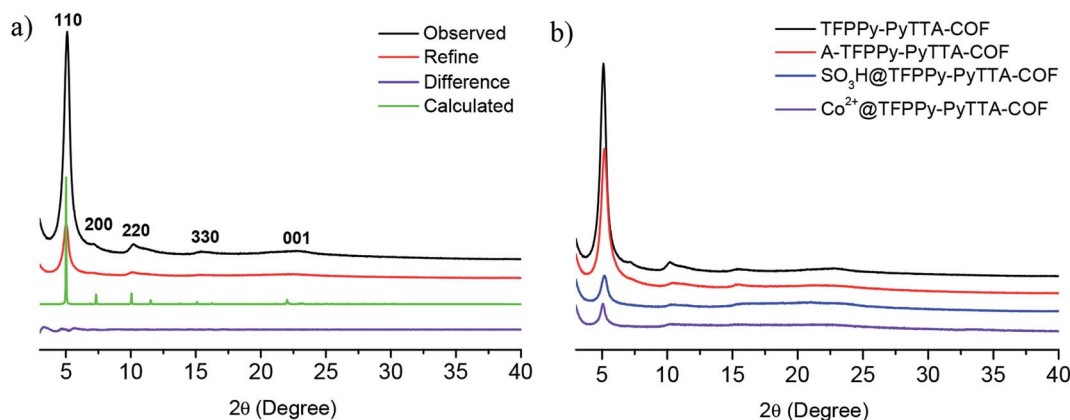 a)
110
Observed
Refine
Difference
Calculated
200
220
330
001
5 10 15 20 25 30 35 40
2θ (Degree)
b)
TFPPy-PyTTA-COF
A-TFPPy-PyTTA-COF
SO3H@TFPPy-PyTTA-COF
Co2+@TFPPy-PyTTA-COF
5 10 15 20 25 30 35 40
2θ (Degree)